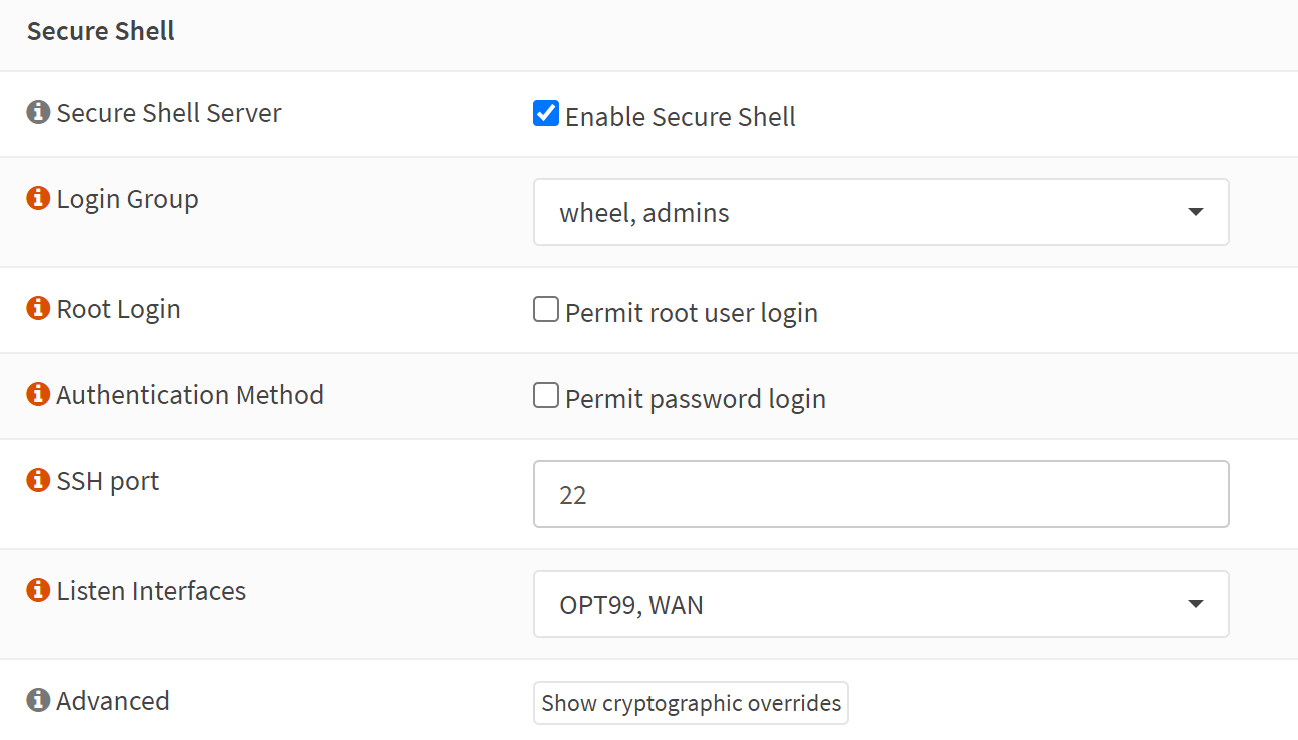 Secure Shell
Secure Shell Server
Enable Secure Shell
Login Group
wheel, admins
Root Login
Permit root user login
Authentication Method
Permit password login
SSH port
22
Listen Interfaces
OPT99, WAN
Advanced
Show cryptographic overrides